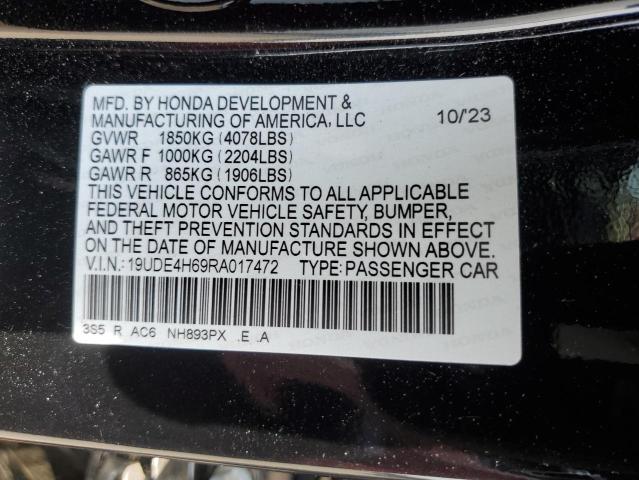 MFD. BY HONDA DEVELOPMENT &
MANUFACTURING OF AMERICA, LLC 10/'23
GVWR 1850KG (4078LBS)
GAWR F 1000KG (2204LBS)
GAWR R 865KG (1906LBS)
THIS VEHICLE CONFORMS TO ALL APPLICABLE
FEDERAL MOTOR VEHICLE SAFETY, BUMPER,
AND THEFT PREVENTION STANDARDS IN EFFECT
ON THE DATE OF MANUFACTURE SHOWN ABOVE.
V.I.N.: 19UDE4H69RA017472 TYPE: PASSENGER CAR
3S5 R AC6 NH893PX .E .A